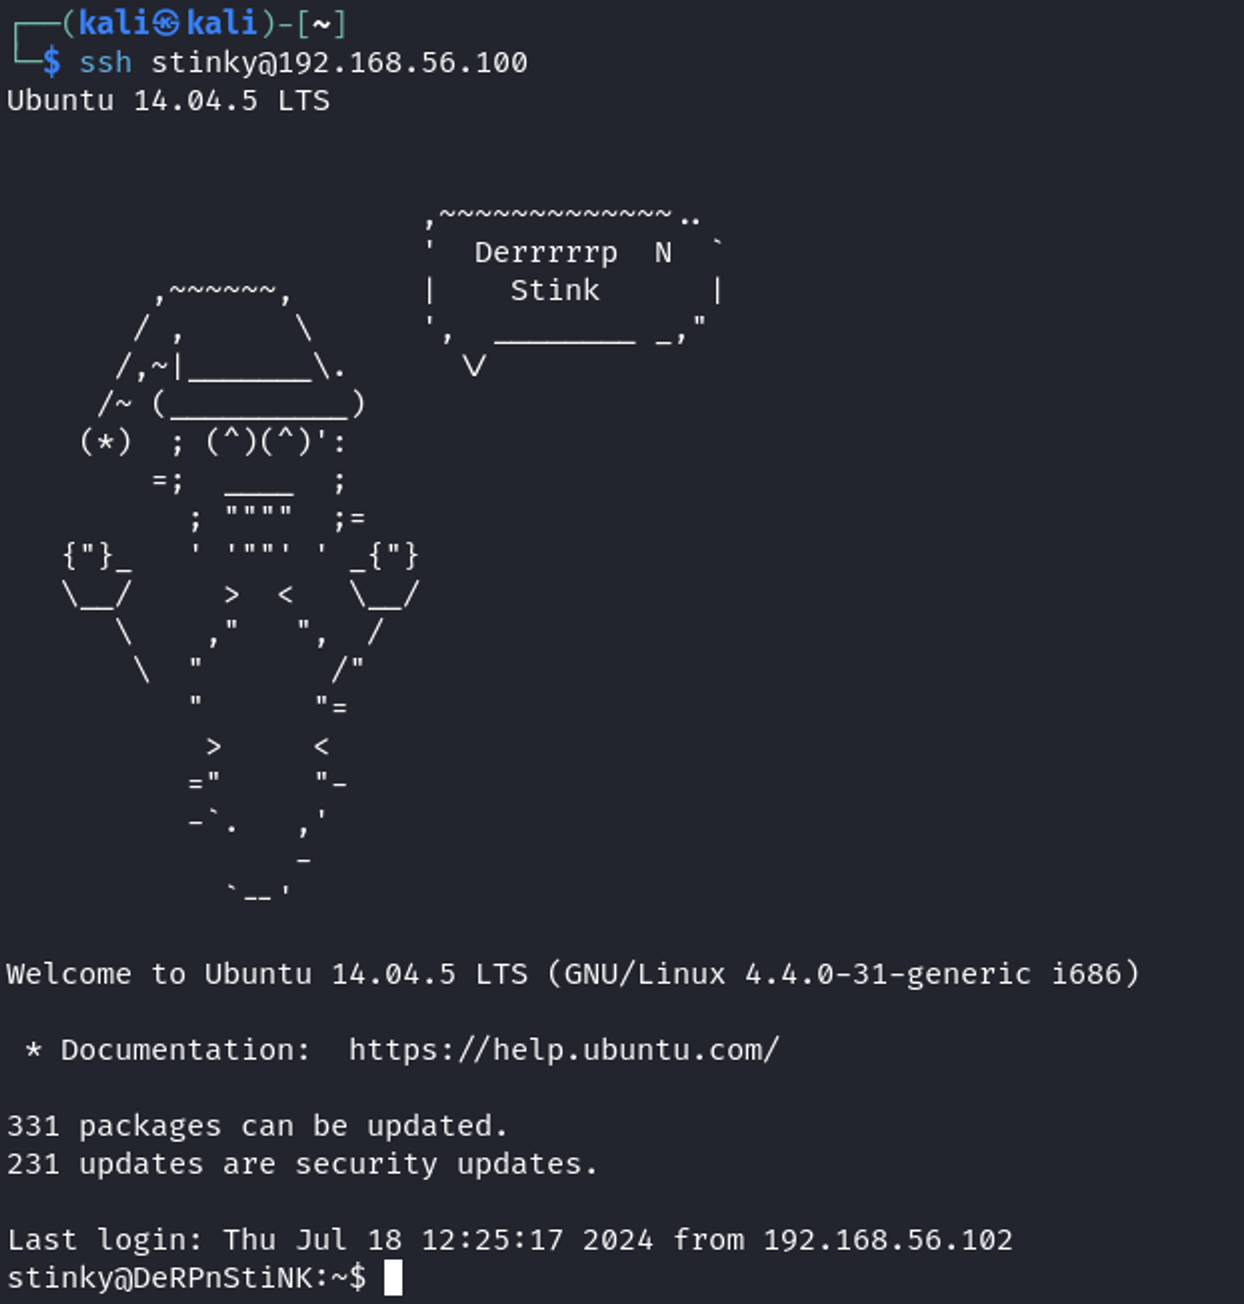 ┌──(kali㉿kali)-[~]
└─$ ssh stinky@192.168.56.100
Ubuntu 14.04.5 LTS


                       ,~~~~~~~~~~~~~..
                       '  Derrrrrp  N  `
        ,~~~~~~,       |    Stink      |
       / ,      \      ',  ________ _,"
      /,~|_______\.      \/
     /~ (__________)
    (*)  ; (^)(^)':
        =;  ____  ;
          ; """"  ;=
   {"}_   ' '""' ' _{"}
   \__/     >  <   \__/
      \    ,"   ",  /
       \  "       /"
          "      "=
           >     <
          ="     "-
          -`.   ,'
                -
            `--'

Welcome to Ubuntu 14.04.5 LTS (GNU/Linux 4.4.0-31-generic i686)

 * Documentation:  https://help.ubuntu.com/

331 packages can be updated.
231 updates are security updates.

Last login: Thu Jul 18 12:25:17 2024 from 192.168.56.102
stinky@DeRPnStiNK:~$